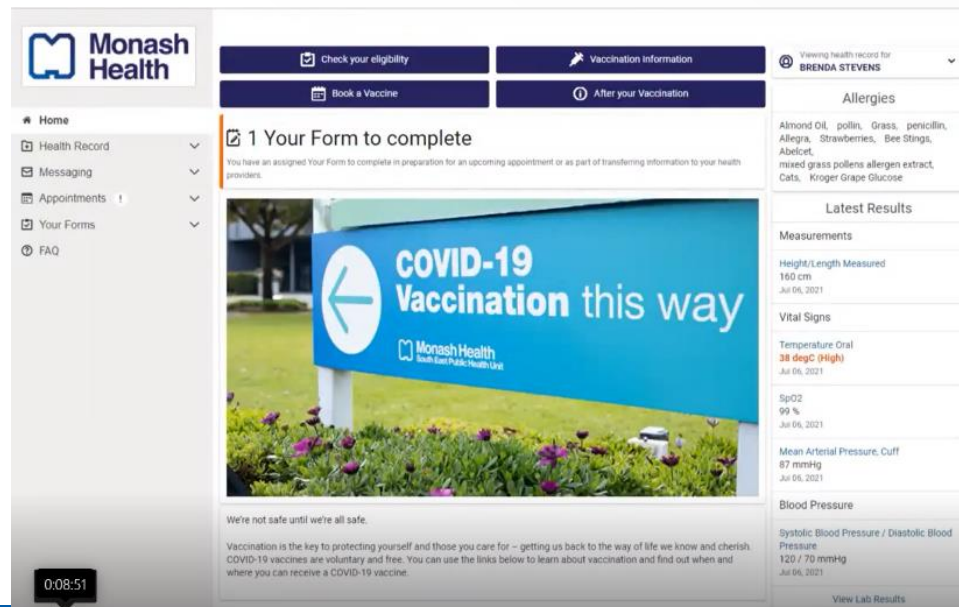 Monash
Health
Home
Health Record
Messaging
Appointments !
Your Forms
FAQ
Check your eligibility
Vaccination Information
Book a Vaccine
After your Vaccination
1 Your Form to complete
You have an assigned Your Form to complete in preparation for an upcoming appointment or as part of transferring information to your health
providers.
COVID-19
Vaccination this way
Monash Health
South East Public Health Unit
We're not safe until we're all safe.
Vaccination is the key to protecting yourself and those you care for – getting us back to the way of life we know and cherish.
COVID-19 vaccines are voluntary and free. You can use the links below to learn about vaccination and find out when and
where you can receive a COVID-19 vaccine.
Viewing health record for
BRENDA STEVENS
Allergies
Almond Oil, pollin, Grass, penicillin,
Allegra, Strawberries, Bee Stings,
Abelcet,
mixed grass pollens allergen extract,
Cats, Kroger Grape Glucose
Latest Results
Measurements
Height/Length Measured
160 cm
Jul 06, 2021
Vital Signs
Temperature Oral
38 degC (High)
Jul 06, 2021
SpO2
99 %
Jul 06, 2021
Mean Arterial Pressure, Cuff
87 mmHg
Jul 06, 2021
Blood Pressure
Systolic Blood Pressure / Diastolic Blood
Pressure
120 / 70 mmHg
Jul 06, 2021
View Lab Results
0:08:51